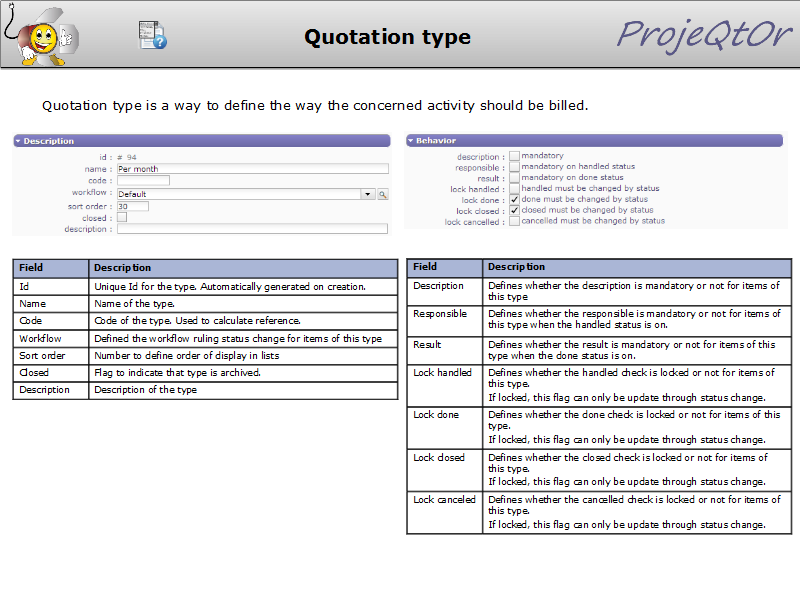 Quotation type
ProjeQtOr
Quotation type is a way to define the way the concerned activity should be billed.
Description
id : # 94
name : Per month
code :
workflow : Default
sort order : 30
closed :
description :
Behavior
description : mandatory
responsible : mandatory on handled status
result : mandatory on done status
lock handled : handled must be changed by status
lock done : done must be changed by status
lock closed : closed must be changed by status
lock cancelled : cancelled must be changed by status
Field Description
Id Unique Id for the type. Automatically generated on creation.
Name Name of the type.
Code Code of the type. Used to calculate reference.
Workflow Defined the workflow ruling status change for items of this type
Sort order Number to define order of display in lists
Closed Flag to indicate that type is archived.
Description Description of the type
Field Description
Description Defines whether the description is mandatory or not for items of
this type
Responsible Defines whether the responsible is mandatory or not for items of
this type when the handled status is on.
Result Defines whether the result is mandatory or not for items of this
type when the done status is on.
Lock handled Defines whether the handled check is locked or not for items of
this type.
If locked, this flag can only be update through status change.
Lock done Defines whether the done check is locked or not for items of this
type.
If locked, this flag can only be update through status change.
Lock closed Defines whether the closed check is locked or not for items of
this type.
If locked, this flag can only be update through status change.
Lock canceled Defines whether the cancelled check is locked or not for items of
this type.
If locked, this flag can only be update through status change.